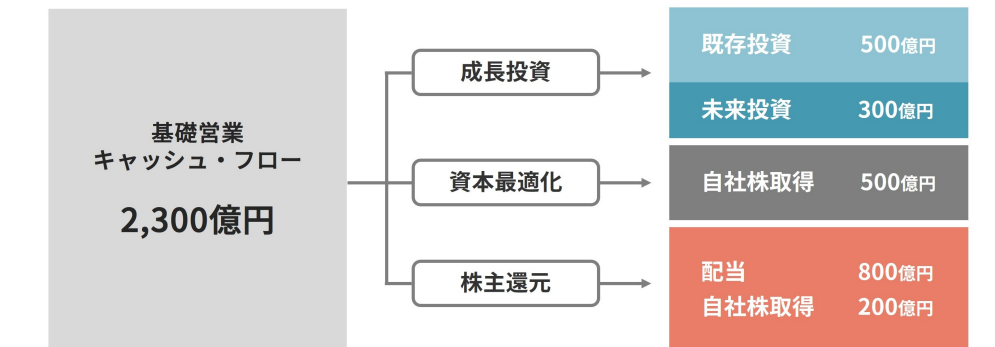 基礎営業
キャッシュ・フロー
2,300億円
成長投資
既存投資 500億円
未来投資 300億円
資本最適化
自社株取得 500億円
株主還元
配当 800億円
自社株取得 200億円